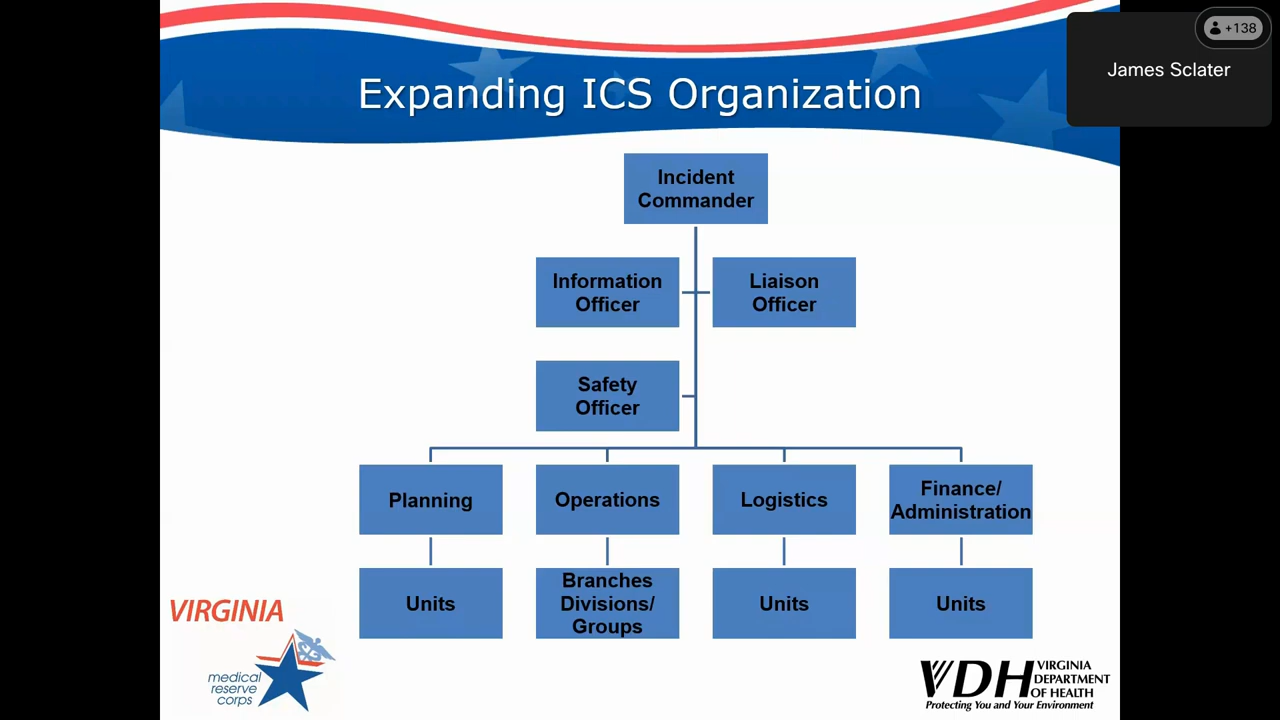 +138
James Sclater
Expanding ICS Organization
Incident
Commander
Information
Officer
Liaison
Officer
Safety
Officer
Planning
Operations
Logistics
Finance/
Administration
Units
Branches
Divisions/
Groups
Units
Units
VIRGINIA
medical
reserve
corps
VDH
VIRGINIA
DEPARTMENT
OF HEALTH
Protecting You and Your Environment